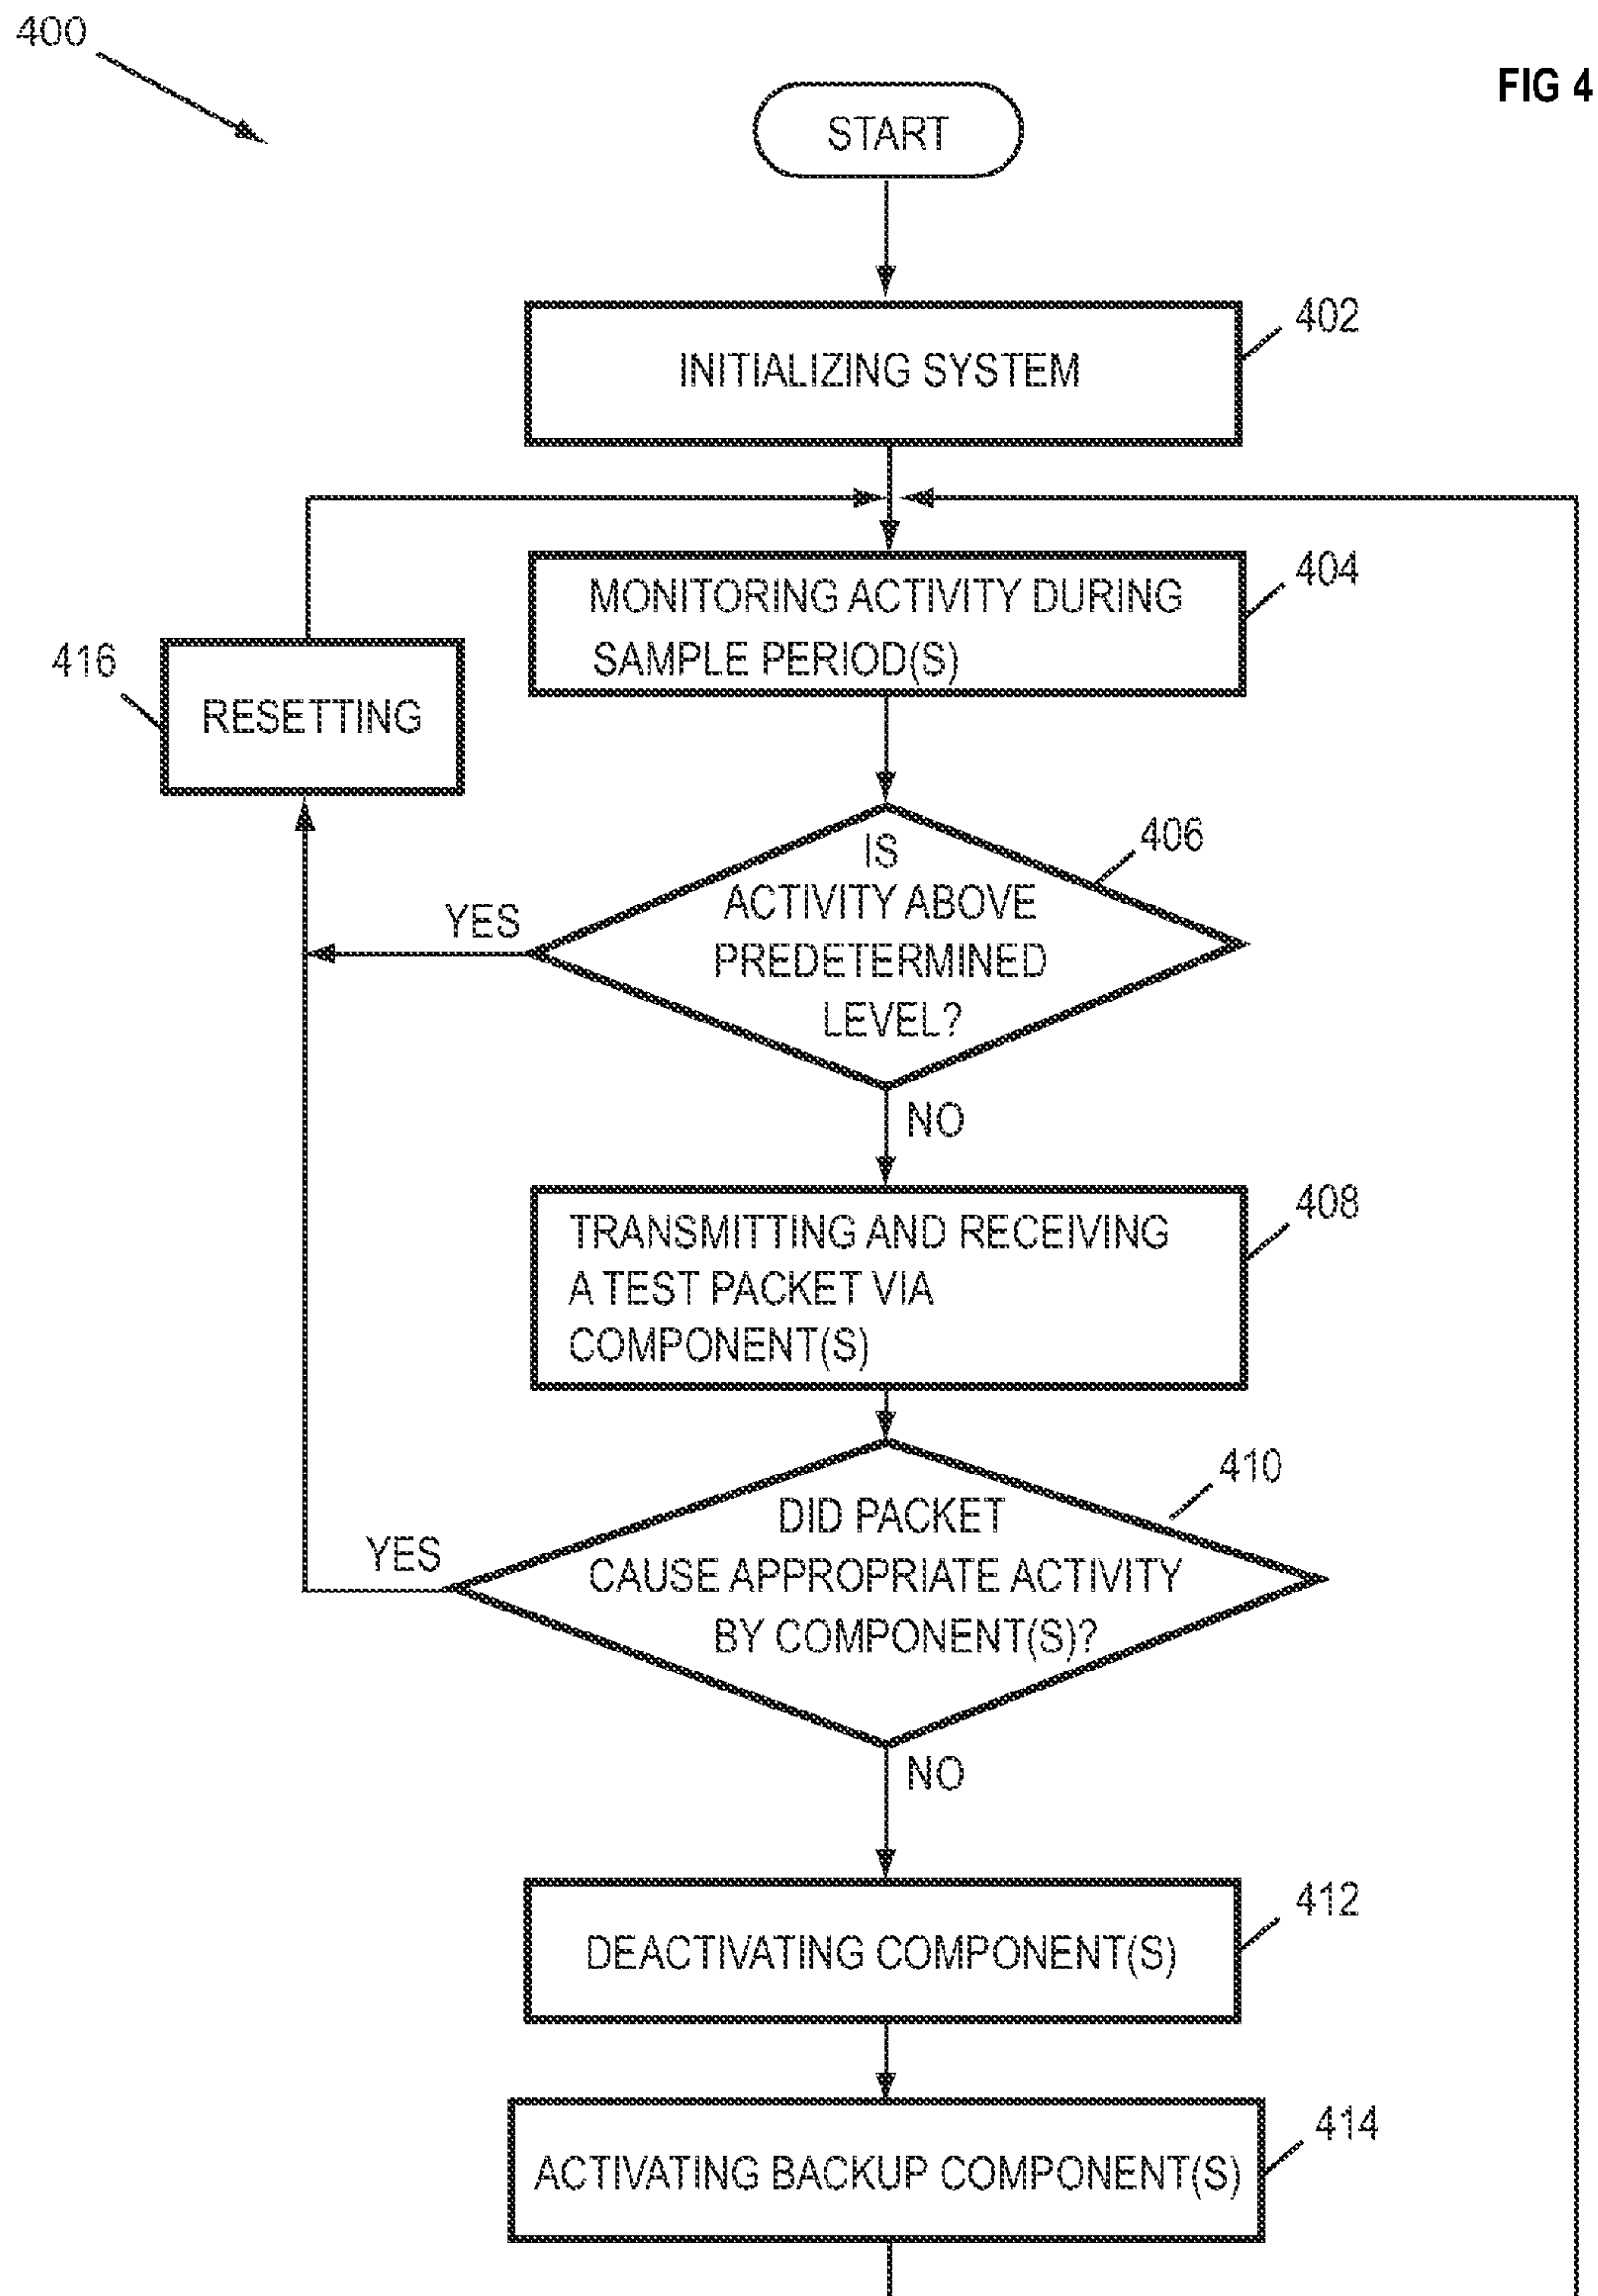 400
FIG 4
START
402
INITIALIZING SYSTEM
404
MONITORING ACTIVITY DURING
SAMPLE PERIOD(S)
416
RESETTING
406
IS
ACTIVITY ABOVE
PREDETERMINED
LEVEL?
YES
NO
408
TRANSMITTING AND RECEIVING
A TEST PACKET VIA
COMPONENT(S)
410
DID PACKET
CAUSE APPROPRIATE ACTIVITY
BY COMPONENT(S)?
YES
NO
412
DEACTIVATING COMPONENT(S)
414
ACTIVATING BACKUP COMPONENT(S)